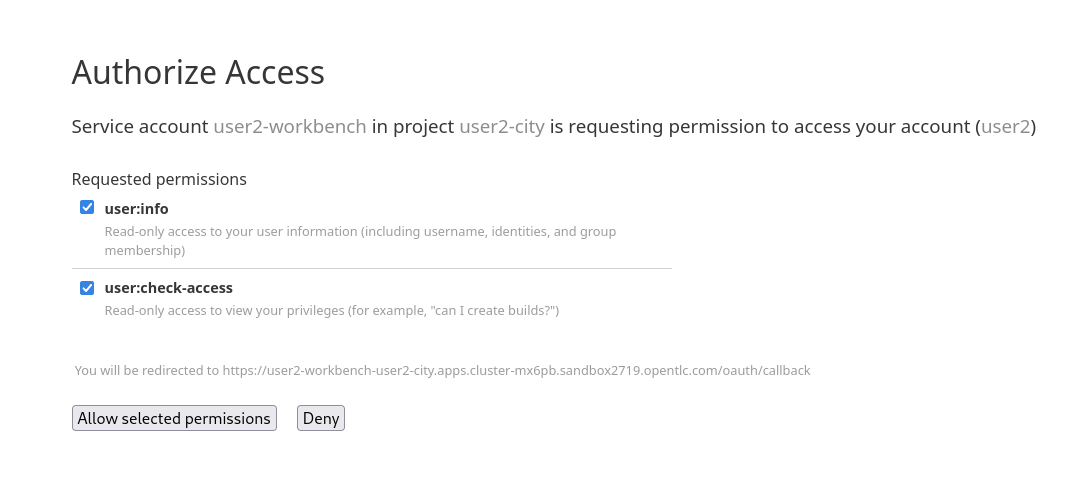 Authorize Access
Service account user2-workbench in project user2-city is requesting permission to access your account (user2)
Requested permissions
user:info
Read-only access to your user information (including username, identities, and group
membership)
user:check-access
Read-only access to view your privileges (for example, "can I create builds?")
You will be redirected to https://user2-workbench-user2-city.apps.cluster-mx6pb.sandbox2719.opentlc.com/oauth/callback
Allow selected permissions Deny